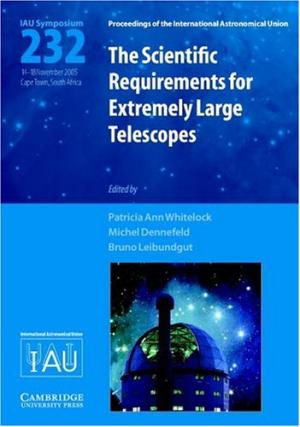 IAU Symposium
232
14-18 November 2005
Cape Town, South Africa
Proceedings of the International Astronomical Union
The Scientific
Requirements for
Extremely Large
Telescopes
Edited by
Patricia Ann Whitelock
Michel Dennefeld
Bruno Leibundgut
International Astronomical Union
IAU
CAMBRIDGE
UNIVERSITY PRESS